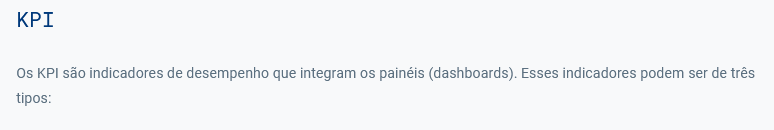 KPI
Os KPI são indicadores de desempenho que integram os painéis (dashboards). Esses indicadores podem ser de três
tipos: